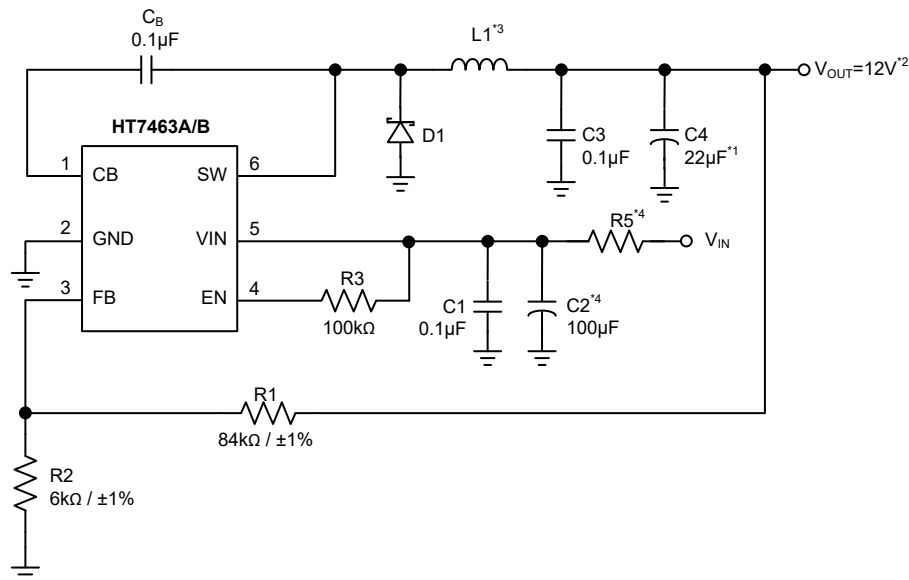 C_B
0.1µF
L1*3
V_OUT=12V*2
HT7463A/B
D1
C3
0.1µF
C4
22µF*1
1
CB
SW
6
2
GND
VIN
5
R5*4
V_IN
3
FB
EN
4
R3
100kΩ
C1
0.1µF
C2*4
100µF
R1
84kΩ / ±1%
R2
6kΩ / ±1%